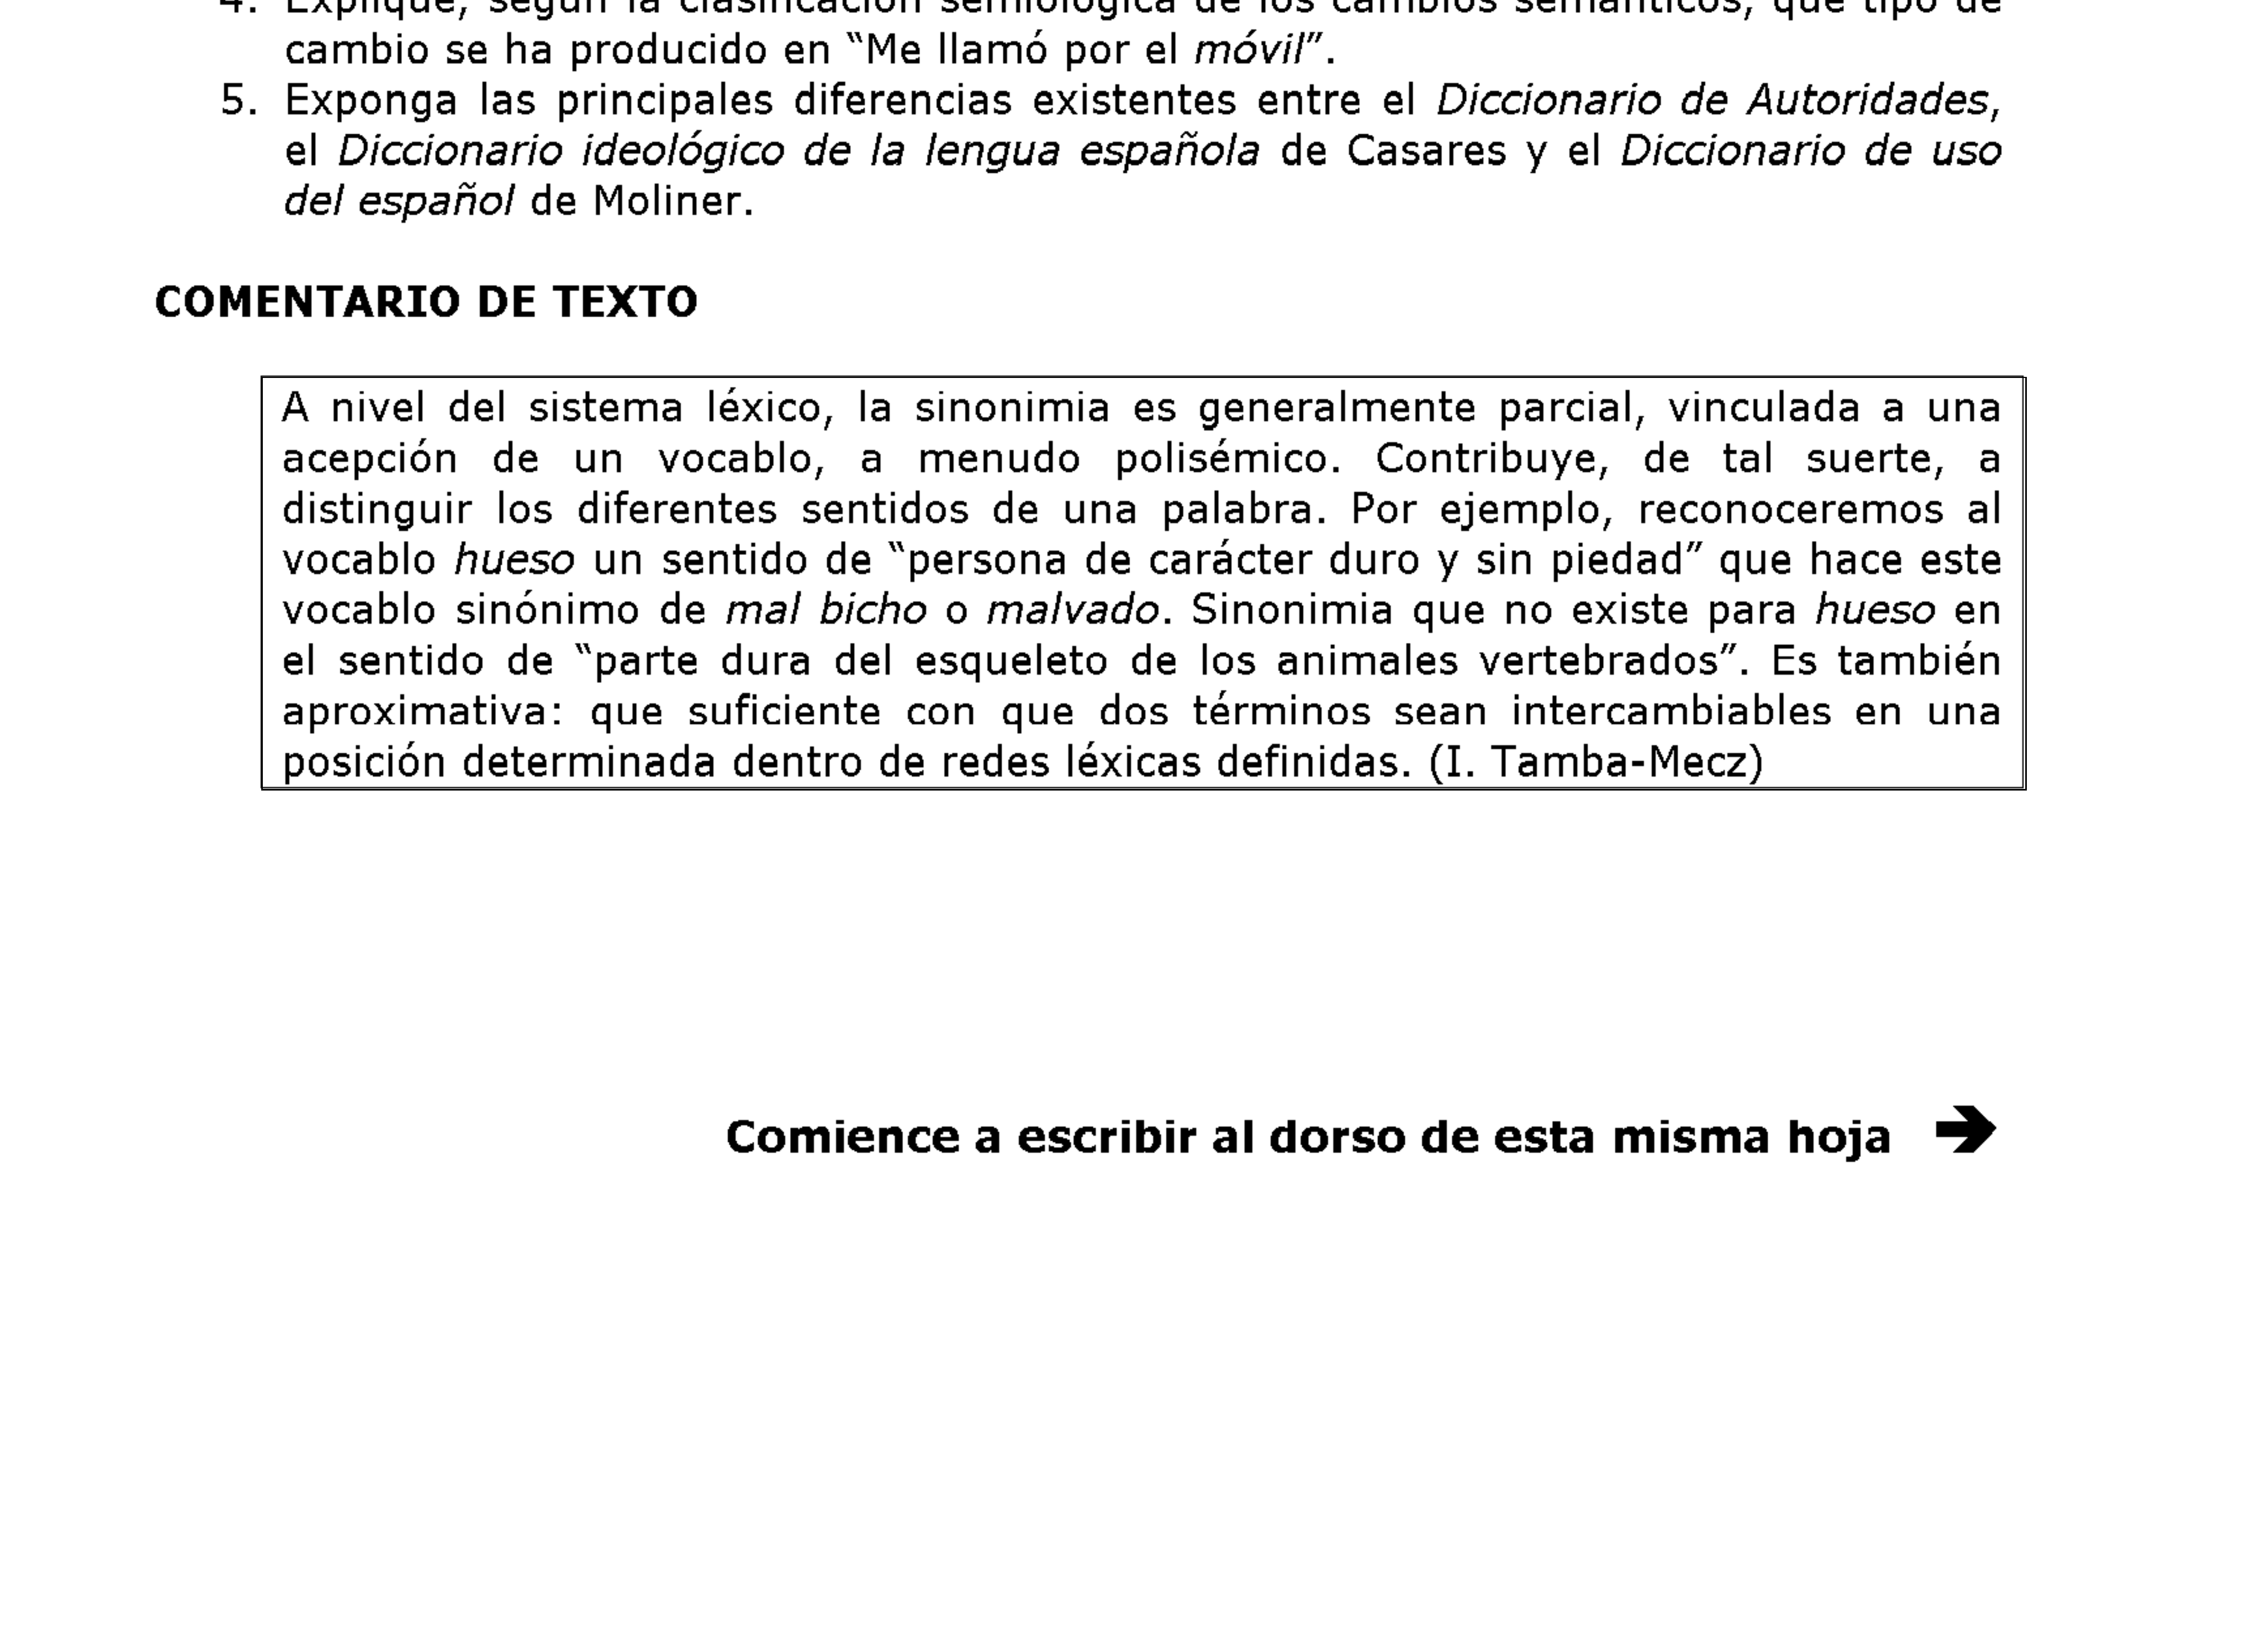 4. Explique, según la clasificación semiológica de los cambios semánticos, qué tipo de
cambio se ha producido en “Me llamó por el móvil”.
5. Exponga las principales diferencias existentes entre el Diccionario de Autoridades,
el Diccionario ideológico de la lengua española de Casares y el Diccionario de uso
del español de Moliner.
COMENTARIO DE TEXTO
A nivel del sistema léxico, la sinonimia es generalmente parcial, vinculada a una
acepción de un vocablo, a menudo polisémico. Contribuye, de tal suerte, a
distinguir los diferentes sentidos de una palabra. Por ejemplo, reconoceremos al
vocablo hueso un sentido de “persona de carácter duro y sin piedad” que hace este
vocablo sinónimo de mal bicho o malvado. Sinonimia que no existe para hueso en
el sentido de “parte dura del esqueleto de los animales vertebrados”. Es también
aproximativa: que suficiente con que dos términos sean intercambiables en una
posición determinada dentro de redes léxicas definidas. (I. Tamba-Mecz)
Comience a escribir al dorso de esta misma hoja →